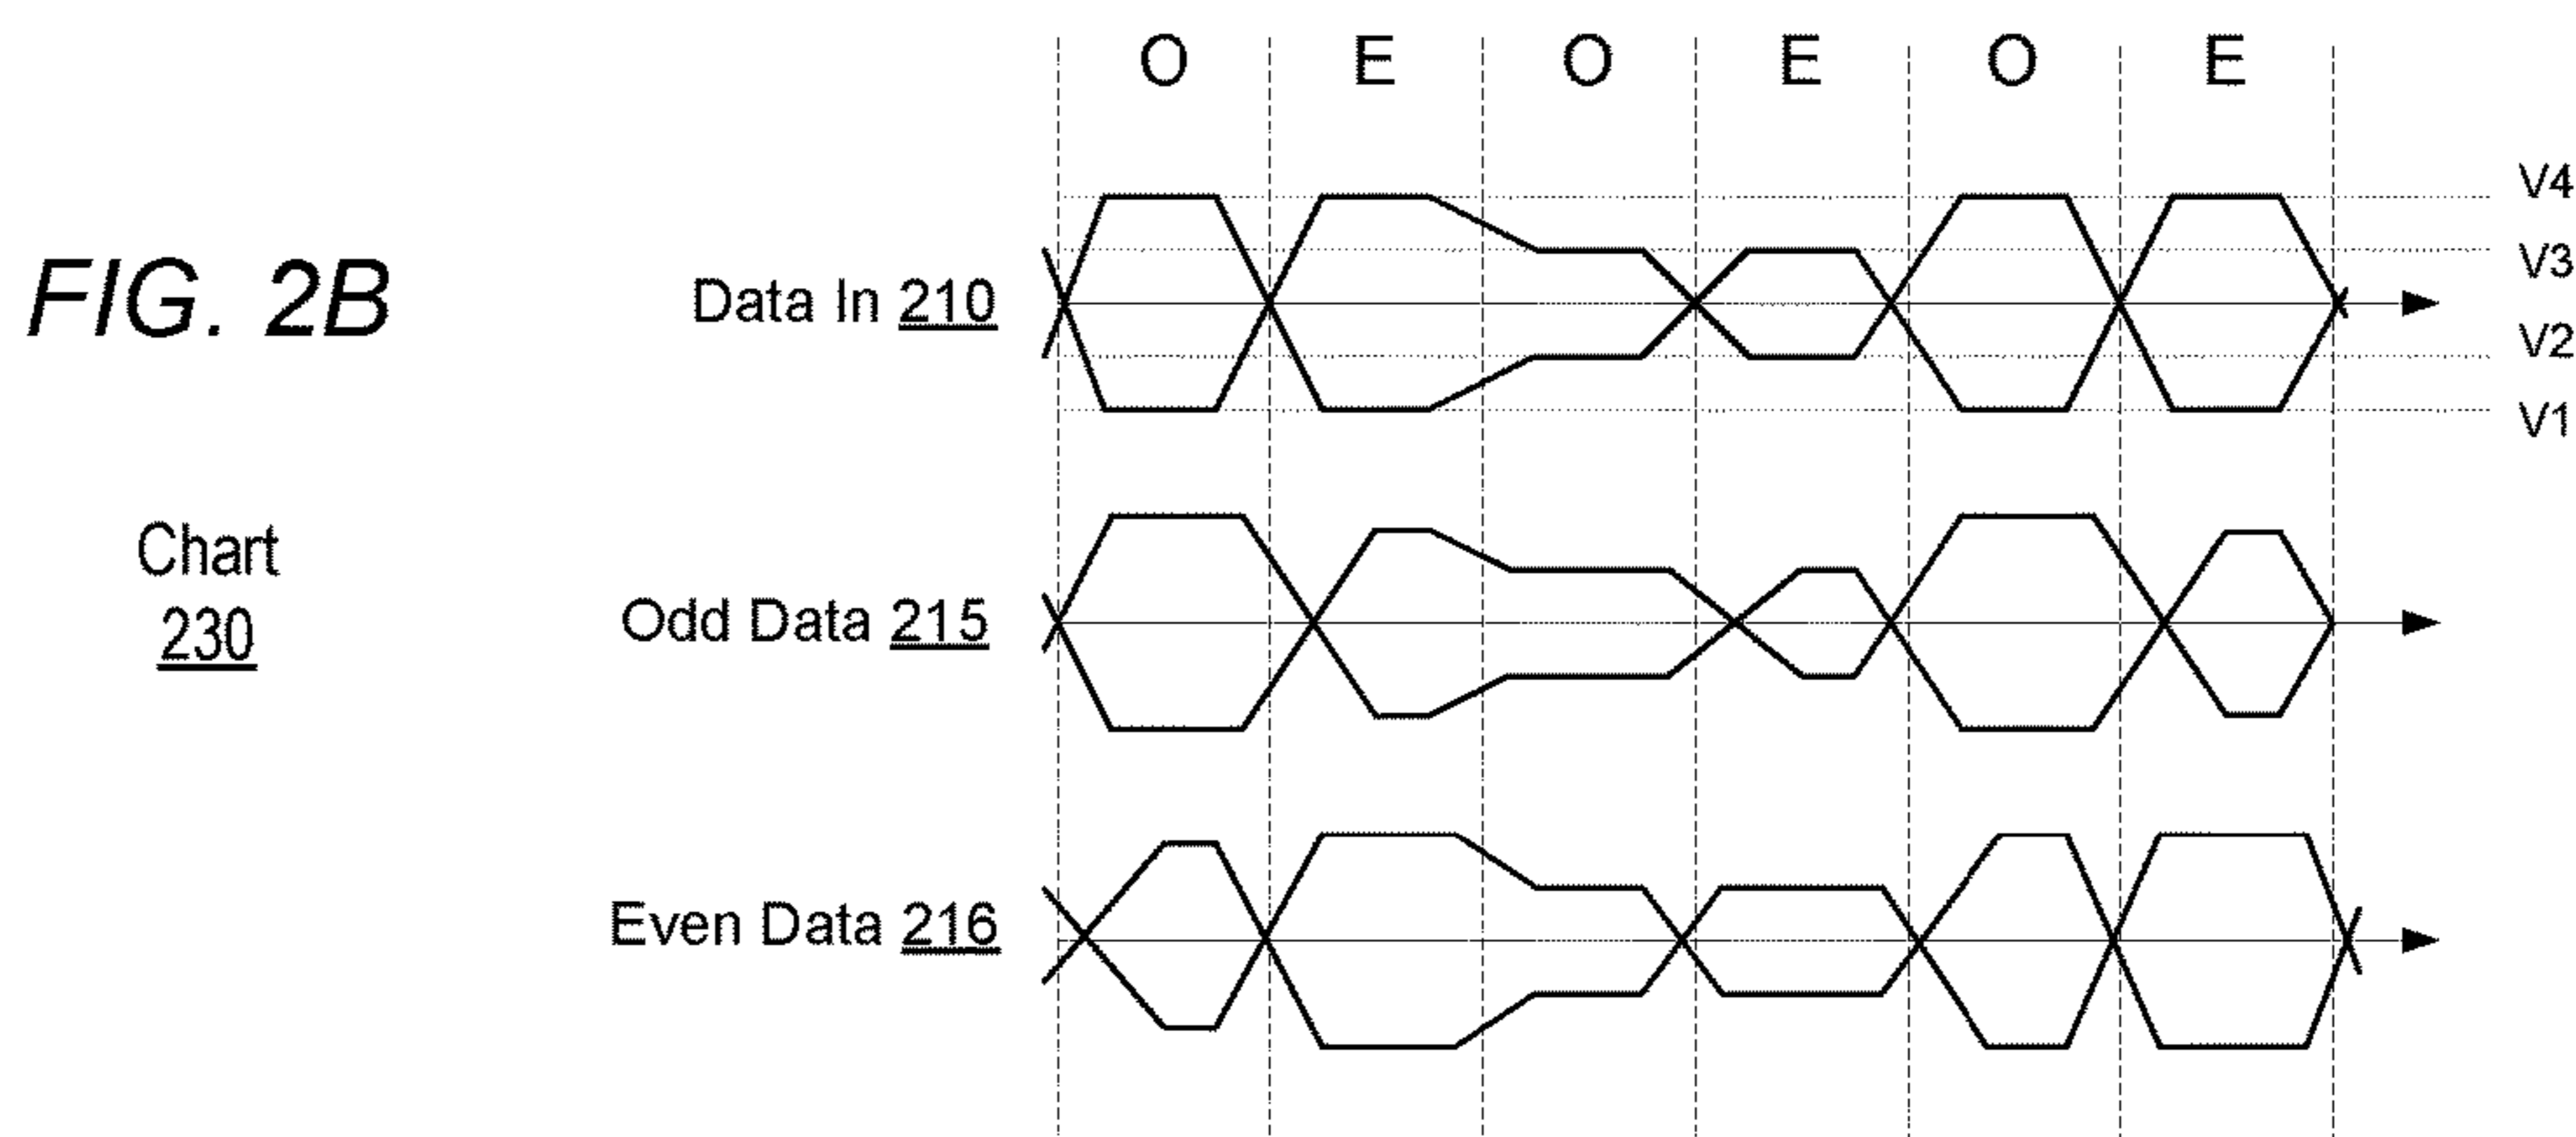 O E O E O E
V4
FIG. 2B
Data In 210
V3
V2
V1
Chart
230
Odd Data 215
Even Data 216